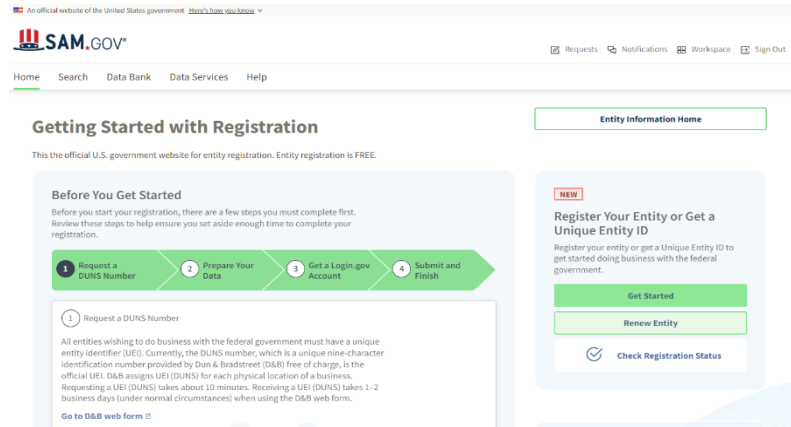 An official website of the United States government Here's how you know
SAM.GOV®
Requests Notifications Workspace Sign Out
Home Search Data Bank Data Services Help
Getting Started with Registration
Entity Information Home
This the official U.S. government website for entity registration. Entity registration is FREE.
Before You Get Started
Before you start your registration, there are a few steps you must complete first.
Review these steps to help ensure you set aside enough time to complete your
registration.
1 Request a
DUNS Number
2 Prepare Your
Data
3 Get a Login.gov
Account
4 Submit and
Finish
1 Request a DUNS Number
All entities wishing to do business with the federal government must have a unique
entity identifier (UEI). Currently, the DUNS number, which is a unique nine-character
identification number provided by Dun & Bradstreet (D&B) free of charge, is the
official UEI. D&B assigns UEI (DUNS) for each physical location of a business.
Requesting a UEI (DUNS) takes about 10 minutes. Receiving a UEI (DUNS) takes 1-2
business days (under normal circumstances) when using the D&B web form.
Go to D&B web form
NEW
Register Your Entity or Get a
Unique Entity ID
Register your entity or get a Unique Entity ID to
get started doing business with the federal
government.
Get Started
Renew Entity
Check Registration Status